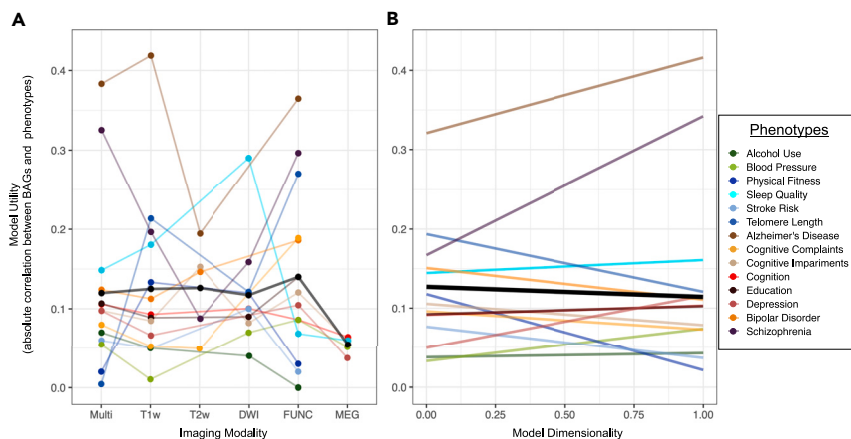 A
B
Model Utility
(absolute correlation between BAGs and phenotypes)
0.4
0.3
0.2
0.1
0.0
Multi T1w T2w DWI FUNC MEG
Imaging Modality
0.4
0.3
0.2
0.1
0.0
0.00 0.25 0.50 0.75 1.00
Model Dimensionality
Phenotypes
Alcohol Use
Blood Pressure
Physical Fitness
Sleep Quality
Stroke Risk
Telomere Length
Alzheimer's Disease
Cognitive Complaints
Cognitive Impariments
Cognition
Education
Depression
Bipolar Disorder
Schizophrenia